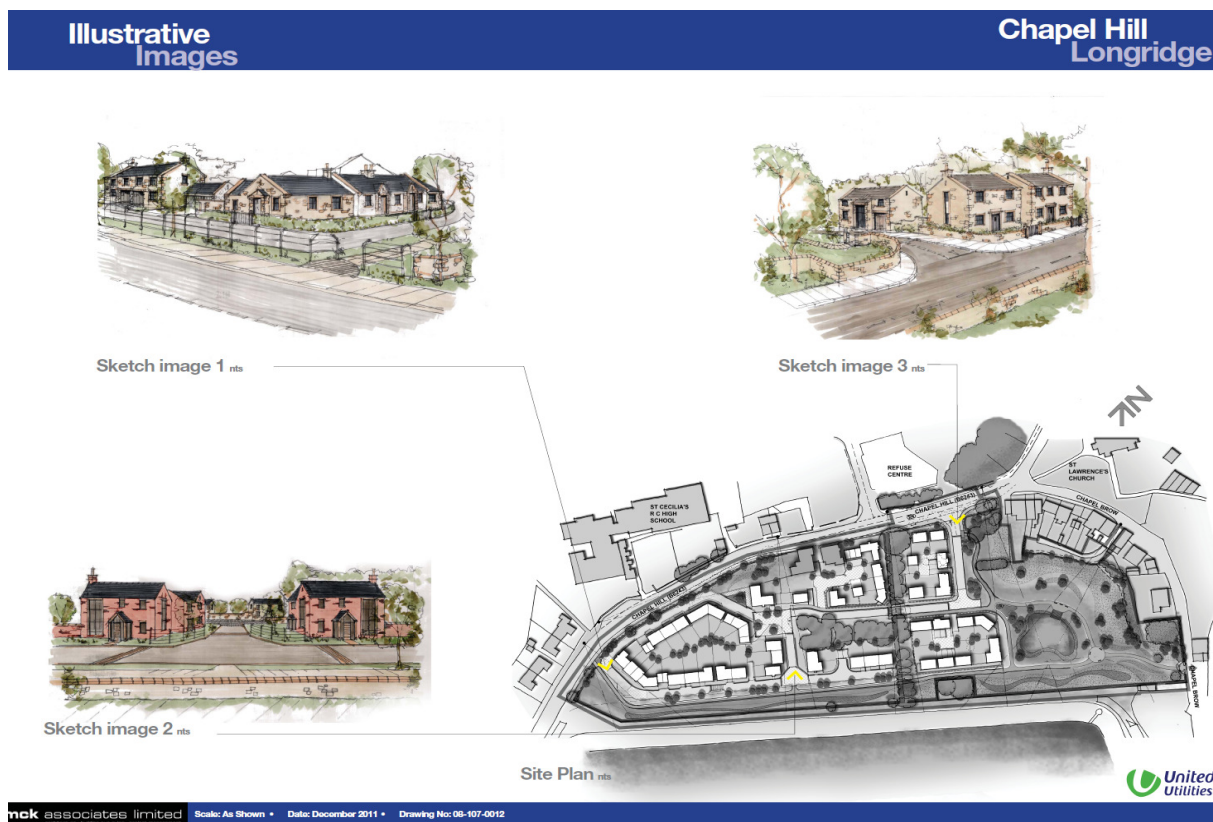 Illustrative
Images
Chapel Hill
Longridge
Sketch image 1 nts
Sketch image 3 nts
N
REFUSE
CENTRE
ST
LAWRENCE'S
CHURCH
ST CECILIA'S
R C HIGH
SCHOOL
CHAPEL HILL (B6243)
CHAPEL BROW
CHAPEL HILL (B6243)
CHAPEL BROW
Sketch image 2 nts
Site Plan nts
United
Utilities
mck associates limited Scale: As Shown • Date: December 2011 • Drawing No: 08-107-0012